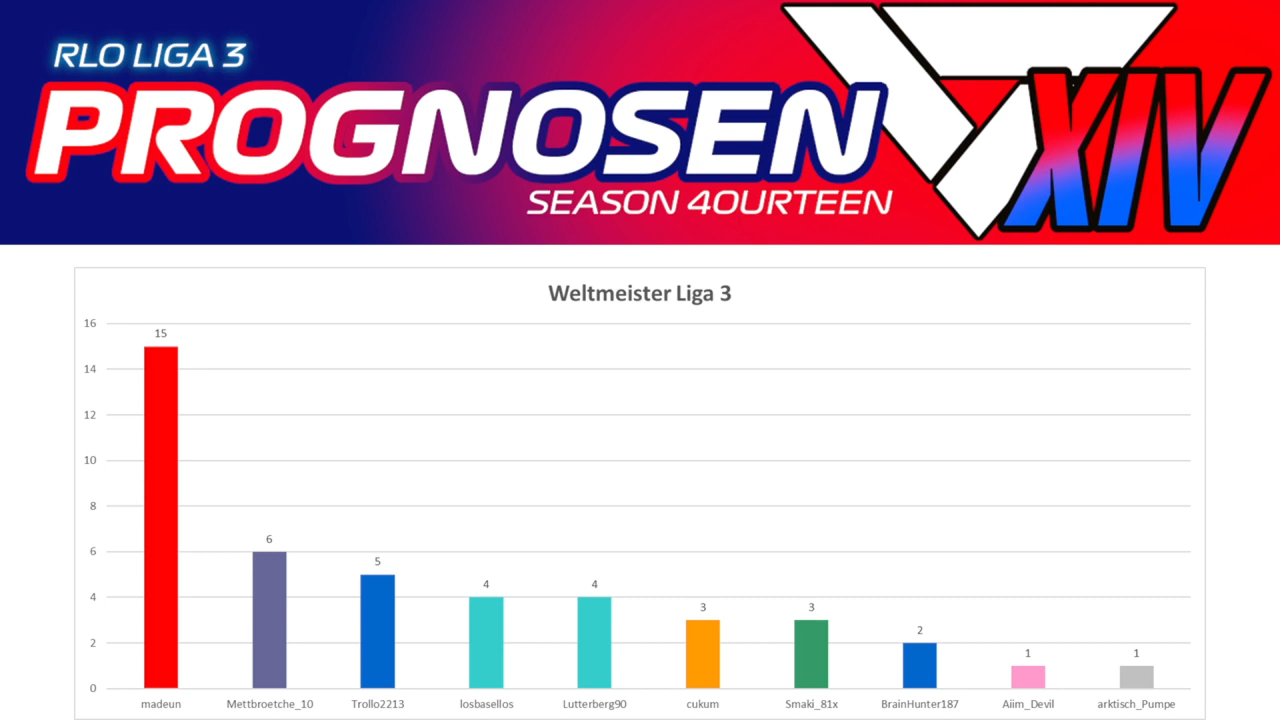 RLO LIGA 3
PROGNOSEN
SEASON 4OURTEEN
XIV
Weltmeister Liga 3
16
14
12
10
8
6
4
2
0
15
6
5
4
4
3
3
2
1
1
madeun
Mettbroetche_10
Trollo2213
losbasellos
Lutterberg90
cukum
Smaki_81x
BrainHunter187
Aiim_Devil
arktisch_Pumpe